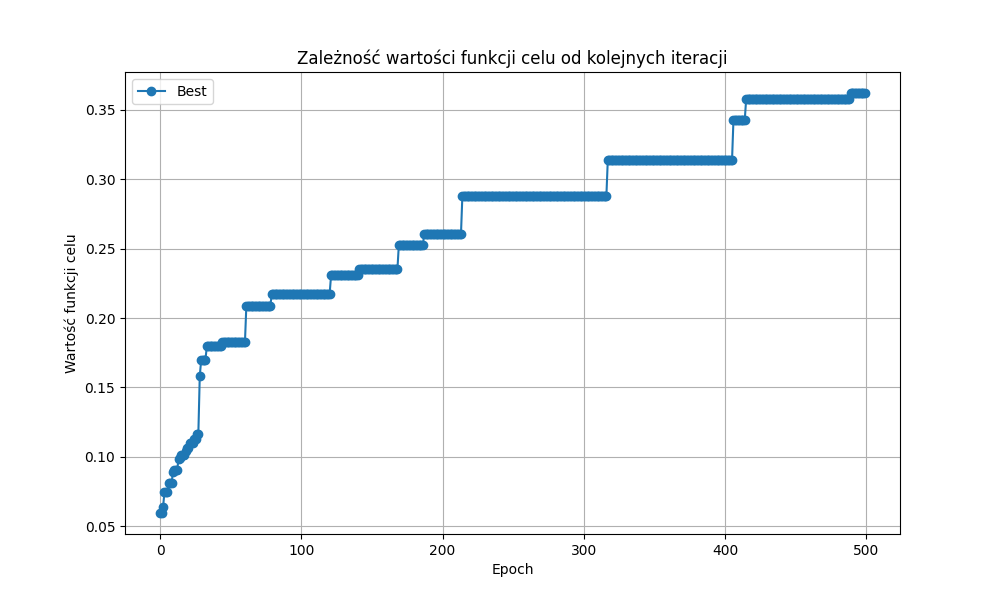 Zależność wartości funkcji celu od kolejnych iteracji
Best
Wartość funkcji celu
0.35
0.30
0.25
0.20
0.15
0.10
0.05
0 100 200 300 400 500
Epoch